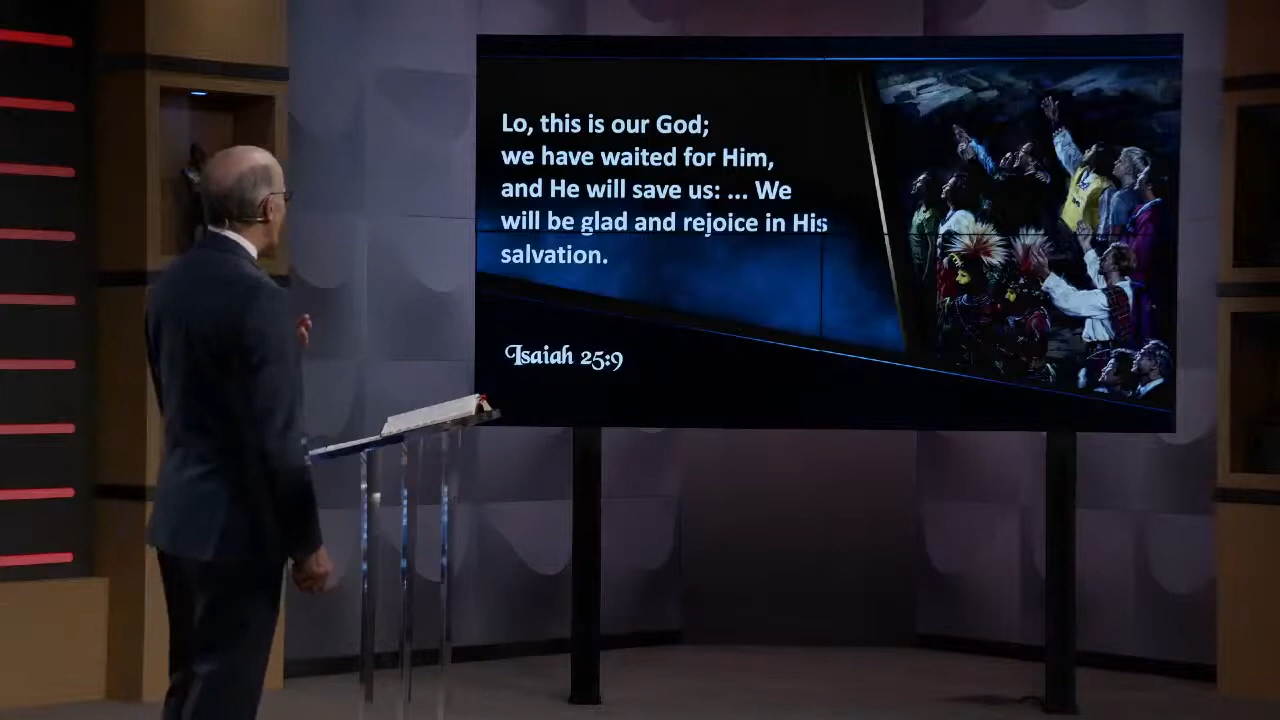 Lo, this is our God;
we have waited for Him,
and He will save us: ... We
will be glad and rejoice in His
salvation.
Isaiah 25:9